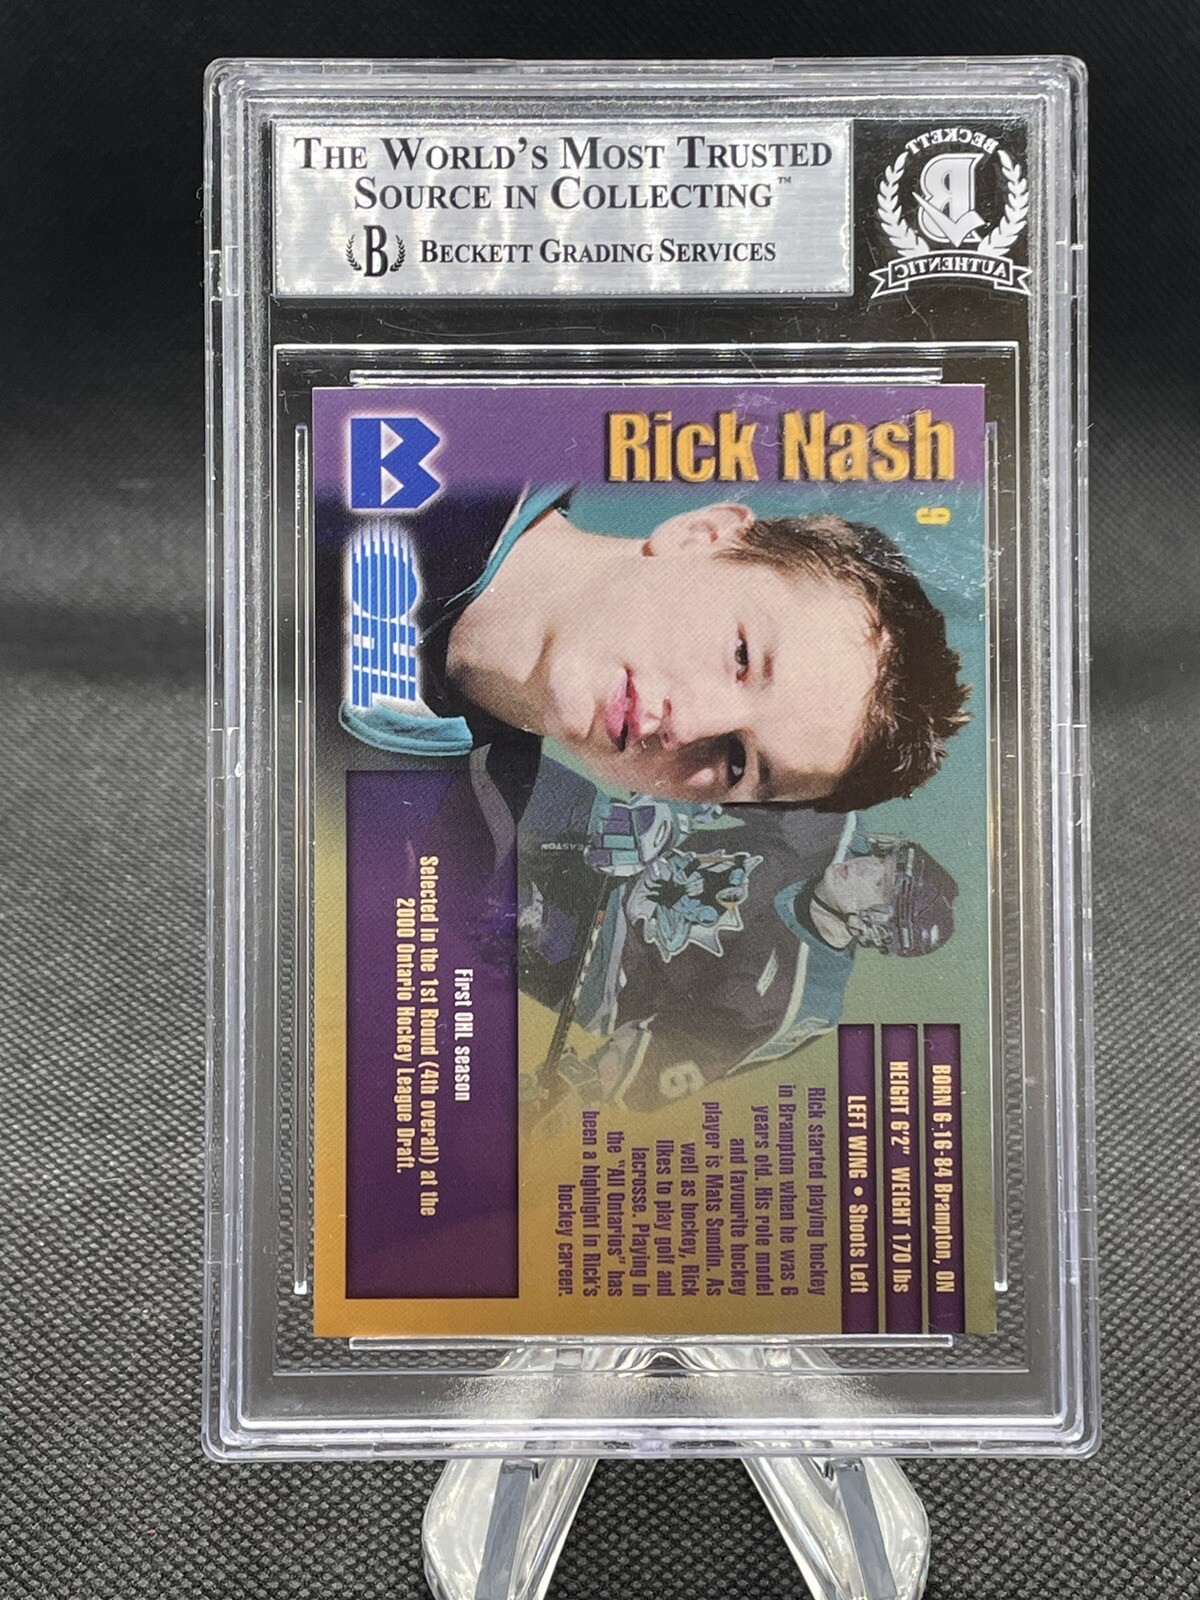 THE WORLD'S MOST TRUSTED
SOURCE IN COLLECTING™
B BECKETT GRADING SERVICES
BECKETT
B
AUTHENTIC
Rick Nash
9
B
OHL
EASTON
9
BORN 6-16-84 Brampton, ON
HEIGHT 6'2" WEIGHT 170 lbs
LEFT WING • Shoots Left
Rick started playing hockey
in Brampton when he was 6
years old. His role model
and favourite hockey
player is Mats Sundin. As
well as hockey, Rick
likes to play golf and
lacrosse. Playing in
the "All Ontarios" has
been a highlight in Rick's
hockey career.
First OHL season
Selected in the 1st Round (4th overall) at the
2000 Ontario Hockey League Draft.